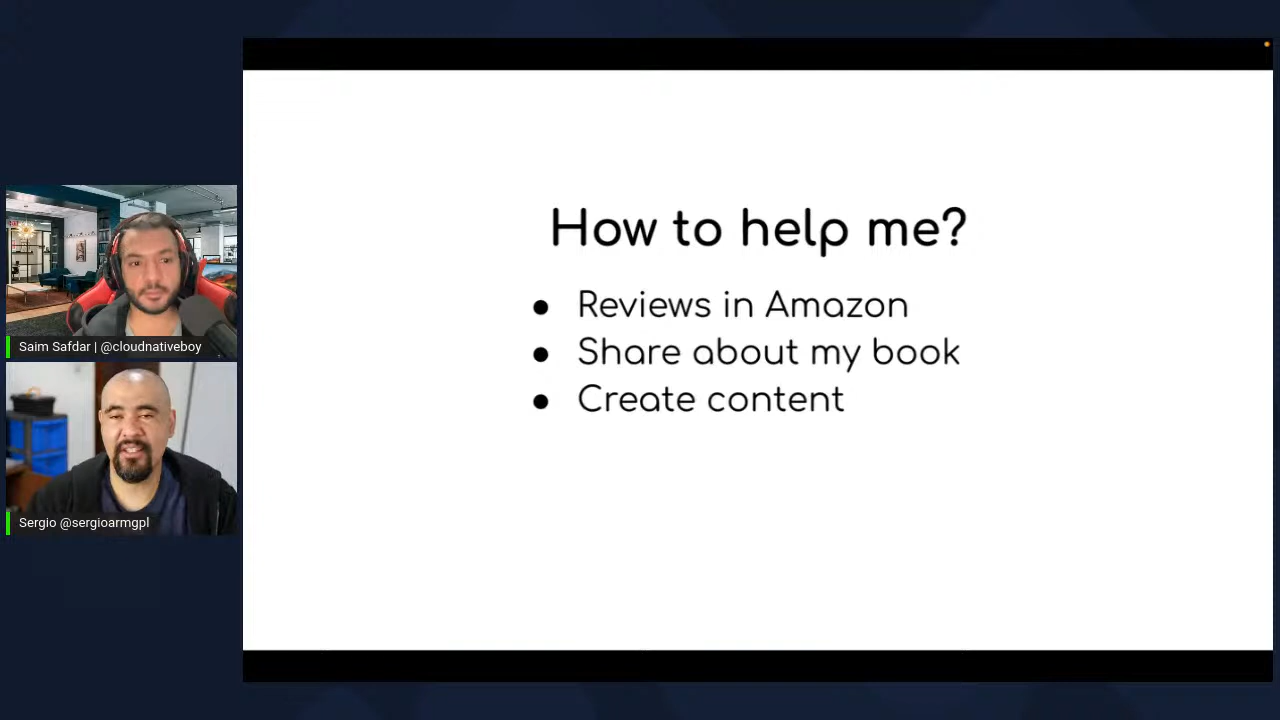 How to help me?
● Reviews in Amazon
● Share about my book
● Create content
Saim Safdar | @cloudnativeboy
Sergio @sergioarmgpl